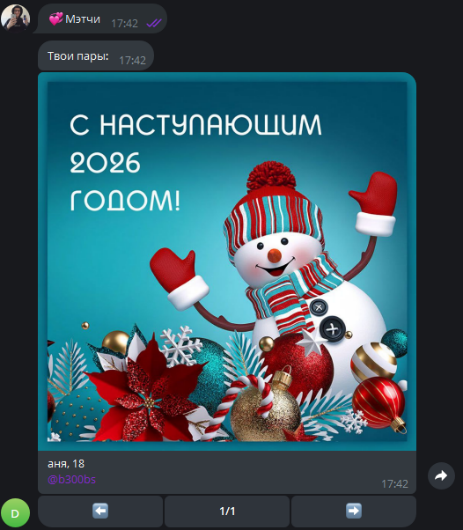 💞Мэтчи 17:42
Твои пары: 17:42
С НАСТУПАЮЩИМ
2026
ГОДОМ!
аня, 18
@b300bs
17:42
D
1/1